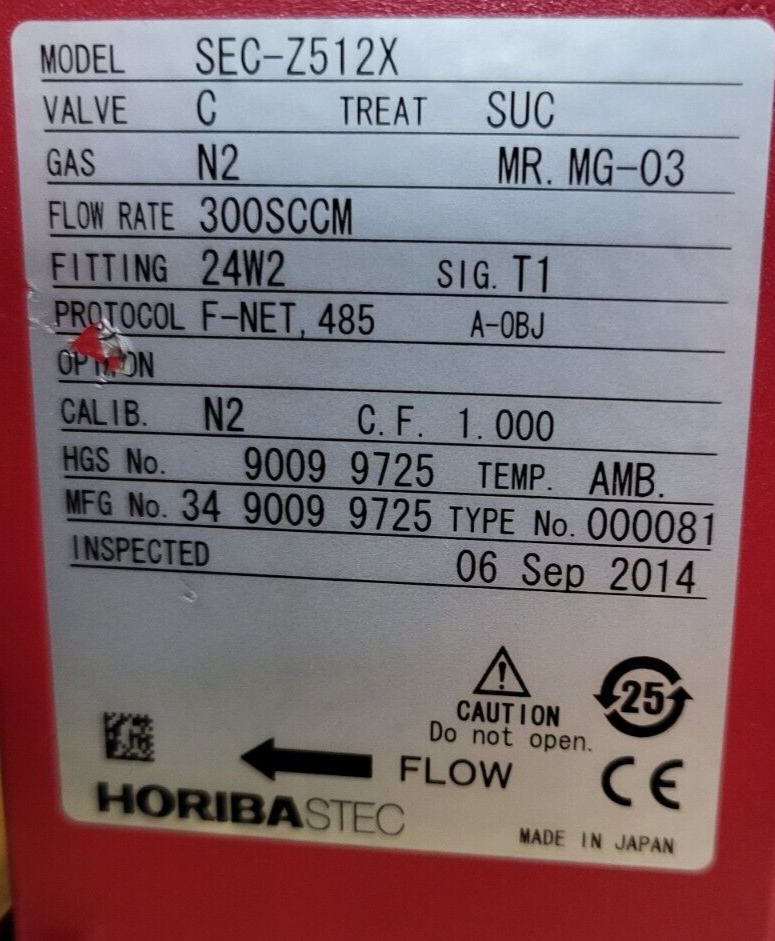 MODEL SEC-Z512X
VALVE C TREAT SUC
GAS N2 MR. MG-03
FLOW RATE 300SCCM
FITTING 24W2 SIG. T1
PROTOCOL F-NET, 485 A-OBJ
OPTION
CALIB. N2 C.F. 1.000
HGS No. 9009 9725 TEMP. AMB.
MFG No. 34 9009 9725 TYPE No. 000081
INSPECTED 06 Sep 2014
CAUTION
Do not open.
25
FLOW
CE
HORIBASTEC
MADE IN JAPAN